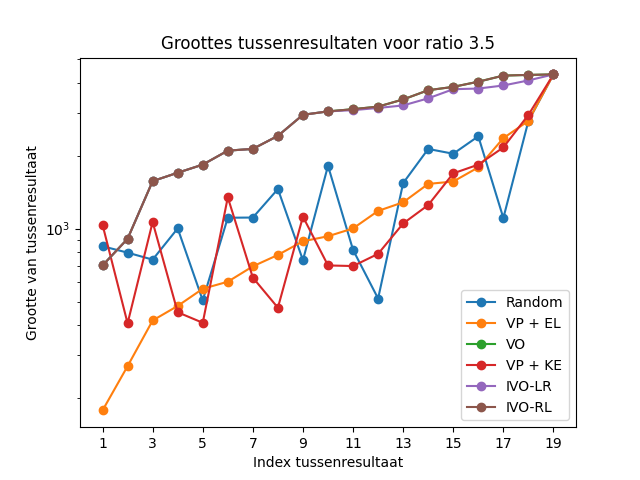 Groottes tussenresultaten voor ratio 3.5
Grootte van tussenresultaat
10³
1 3 5 7 9 11 13 15 17 19
Index tussenresultaat
Random
VP + EL
VO
VP + KE
IVO-LR
IVO-RL